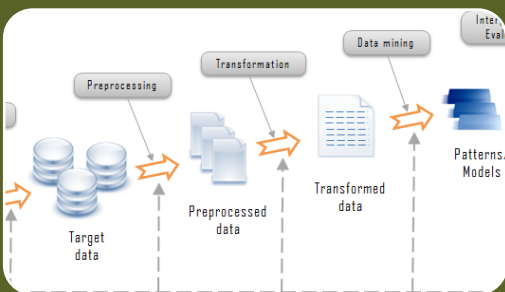 Data mining
Transformation
Preprocessing
Target
data
Preprocessed
data
Transformed
data
Patterns/
Models